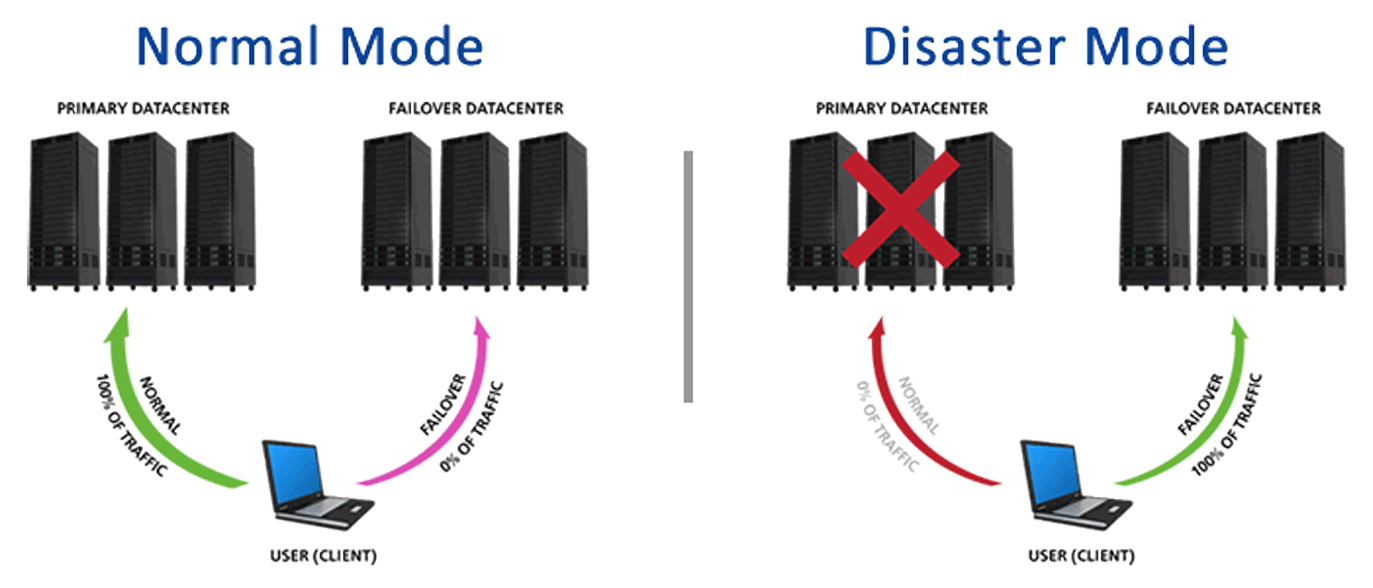 Normal Mode
PRIMARY DATACENTER
FAILOVER DATACENTER
NORMAL
100% OF TRAFFIC
FAILOVER
0% OF TRAFFIC
USER (CLIENT)
Disaster Mode
PRIMARY DATACENTER
FAILOVER DATACENTER
NORMAL
0% OF TRAFFIC
FAILOVER
100% OF TRAFFIC
USER (CLIENT)